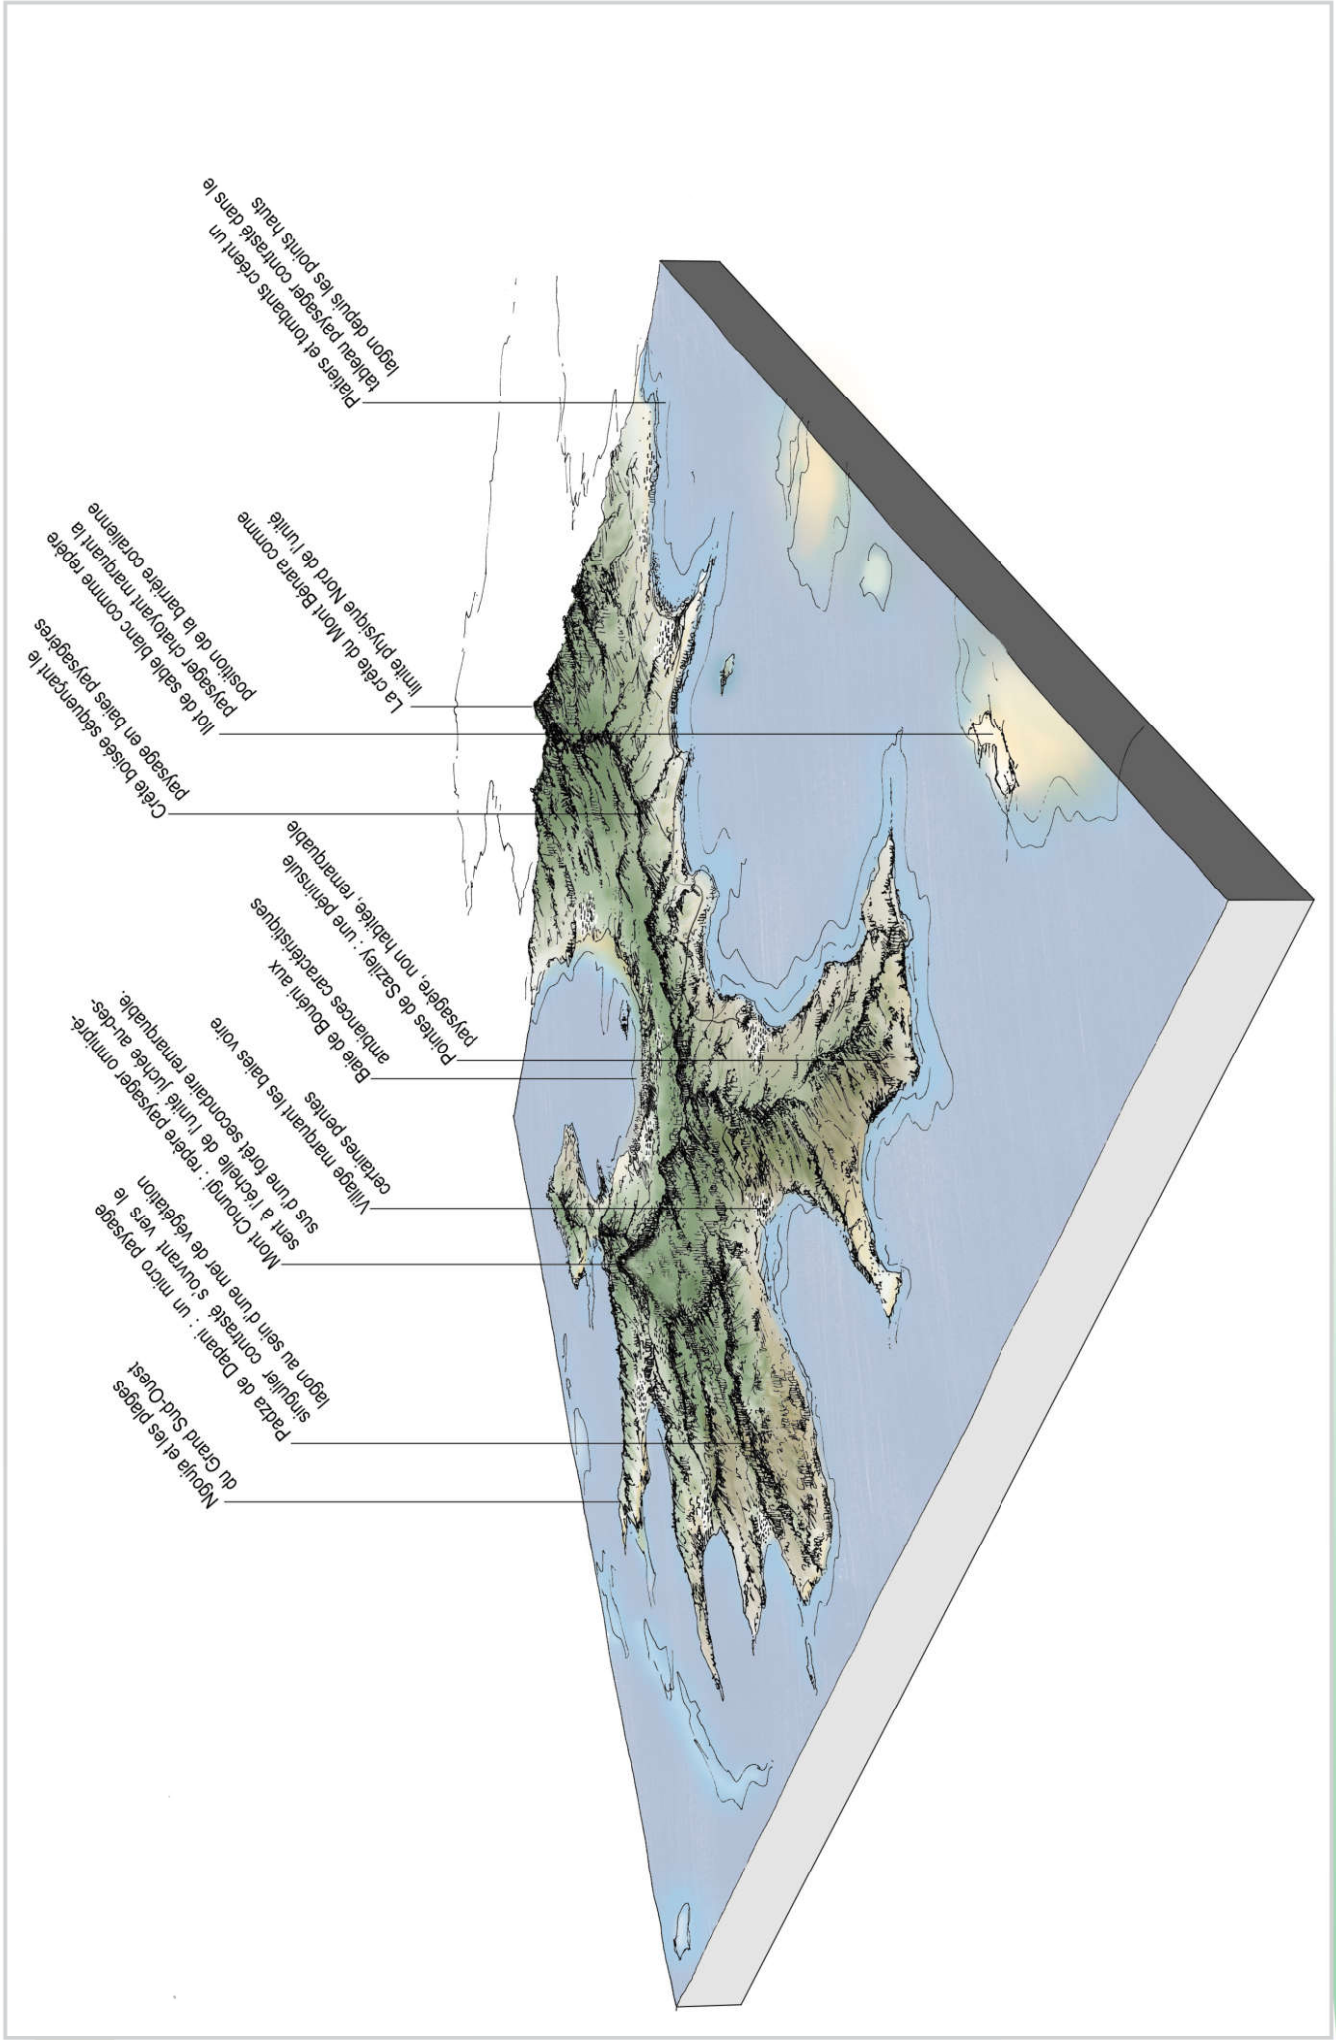 Ngouja et les plages
du Grand Sud-Ouest
Padza de Dapani : un micro paysage
singulier contrasté s'ouvrant vers le
lagon au sein d'une mer de végétation
Mont Choungi : repère paysager omnipré-
sent à l'échelle de l'unité juchée au-des-
sus d'une forêt secondaire remarquable.
Village marquant les baies voire
certaines pentes
Baie de Bouéni aux
ambiances caractéristiques
Pointes de Saziley : une péninsule
paysagère, non habitée, remarquable
Crête boisée séquençant le
paysage en baies paysagères
Ilot de sable blanc comme repère
paysager chatoyant marquant la
position de la barrière coralienne
La crête du Mont Bénara comme
limite physique Nord de l'unité
Platiers et tombants créent un
tableau paysager contrasté dans le
lagon depuis les points hauts